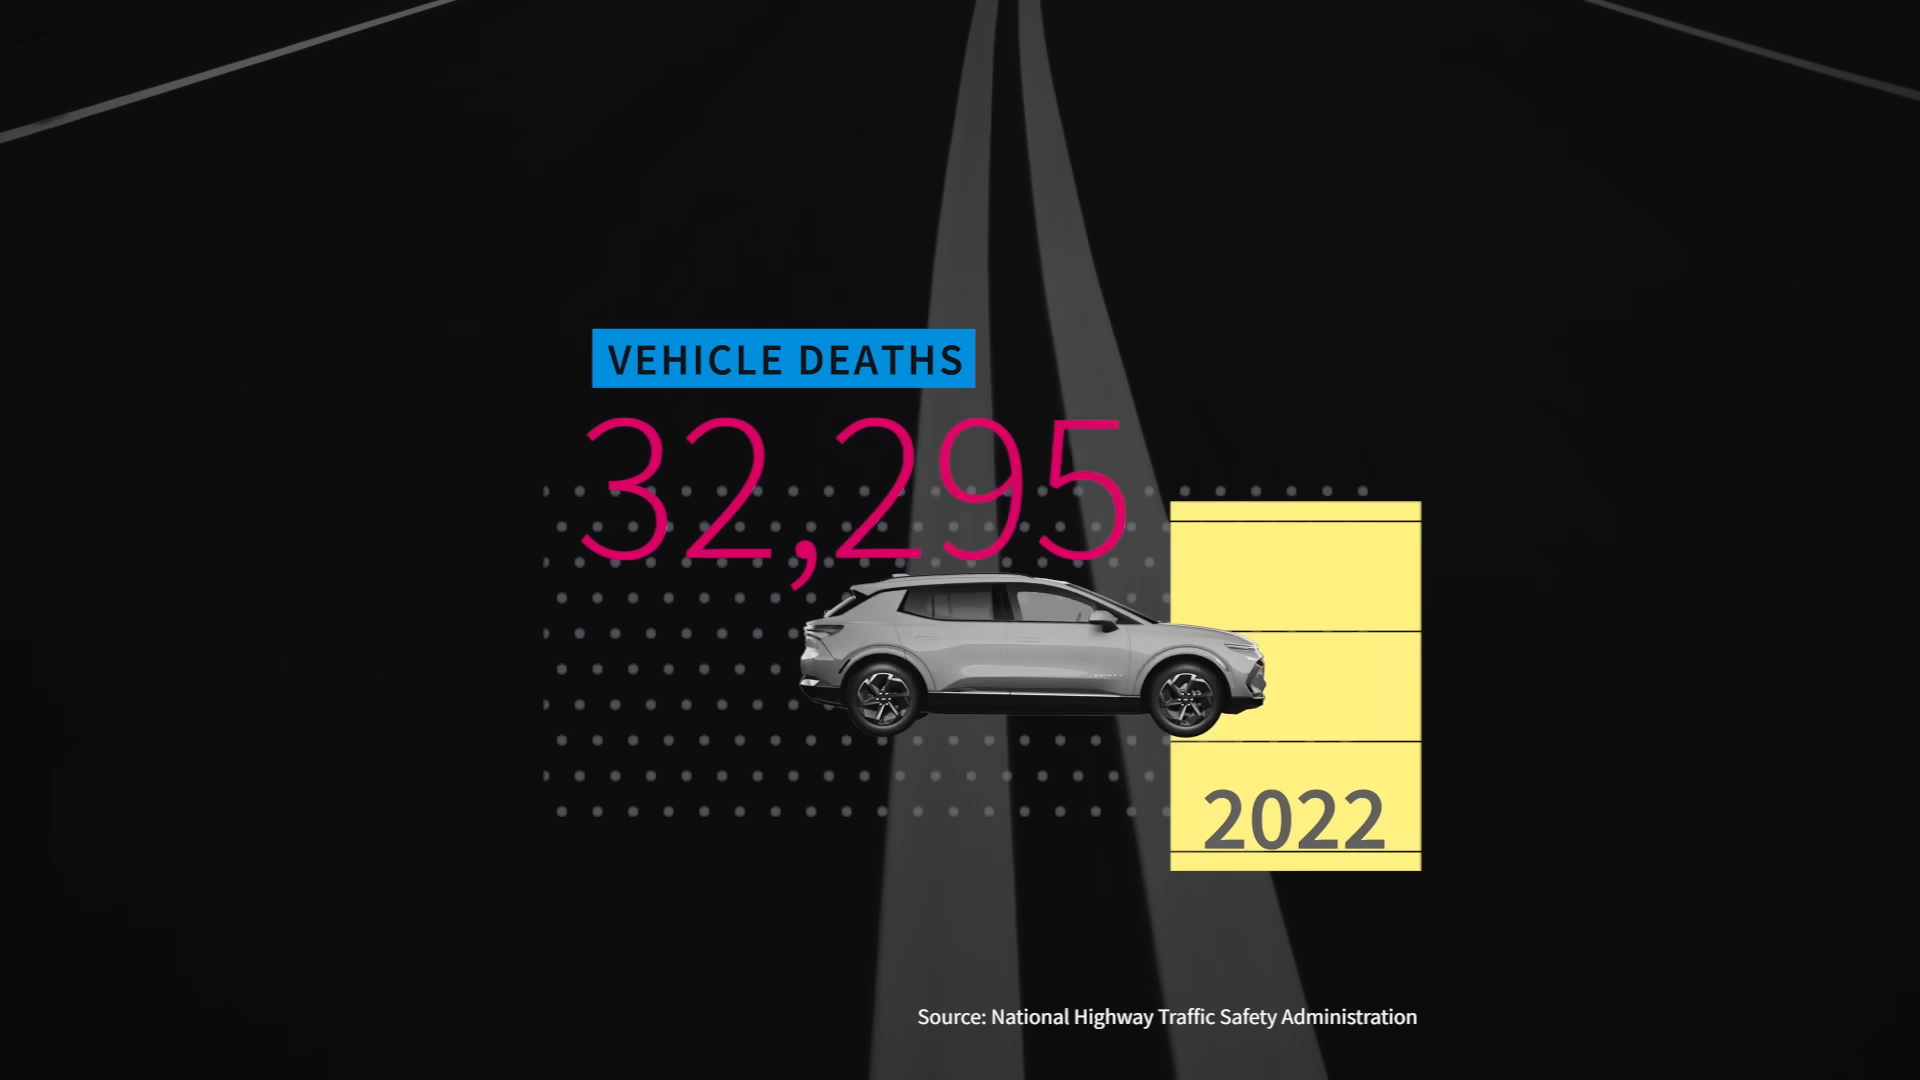 VEHICLE DEATHS
32,295
2022
Source: National Highway Traffic Safety Administration